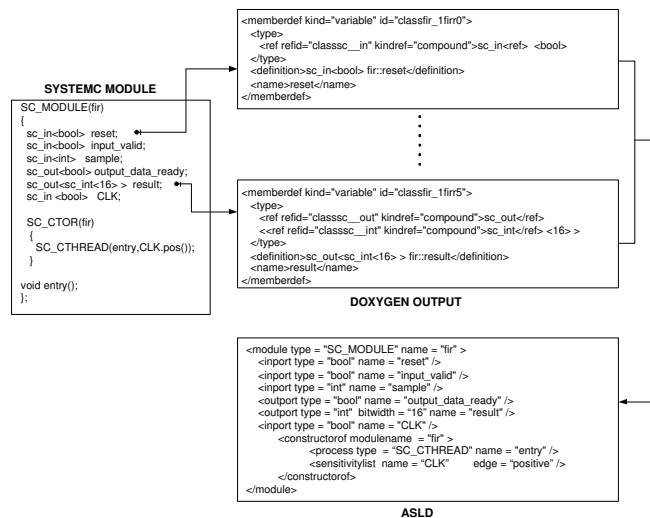 SYSTEMC MODULE
SC_MODULE(fir)
{
sc_in<bool> reset;
sc_in<bool> input_valid;
sc_in<int> sample;
sc_out<bool> output_data_ready;
sc_out<sc_int<16> > result;
sc_in <bool> CLK;
SC_CTOR(fir)
{
SC_CTHREAD(entry,CLK.pos());
}
void entry();
};
<memberdef kind="variable" id="classfir_1firr0">
<type>
<ref refid="classsc__in" kindref="compound">sc_in<ref> <bool>
</type>
<definition>sc_in<bool> fir::reset</definition>
<name>reset</name>
</memberdef>
<memberdef kind="variable" id="classfir_1firr5">
<type>
<ref refid="classsc__out" kindref="compound">sc_out</ref>
<<ref refid="classsc__int" kindref="compound">sc_int</ref> <16> >
</type>
<definition>sc_out<sc_int<16> > fir::result</definition>
<name>result</name>
</memberdef>
DOXYGEN OUTPUT
<module type = "SC_MODULE" name = "fir" >
<inport type = "bool" name = "reset" />
<inport type = "bool" name = "input_valid" />
<inport type = "int" name = "sample" />
<outport type = "bool" name = "output_data_ready" />
<outport type = "int" bitwidth = “16” name = "result" />
<inport type = "bool" name = "CLK" />
<constructorof modulename = "fir" >
<process type = “SC_CTHREAD" name = "entry" />
<sensitivitylist name = “CLK” edge = “positive” />
</constructorof>
</module>
ASLD